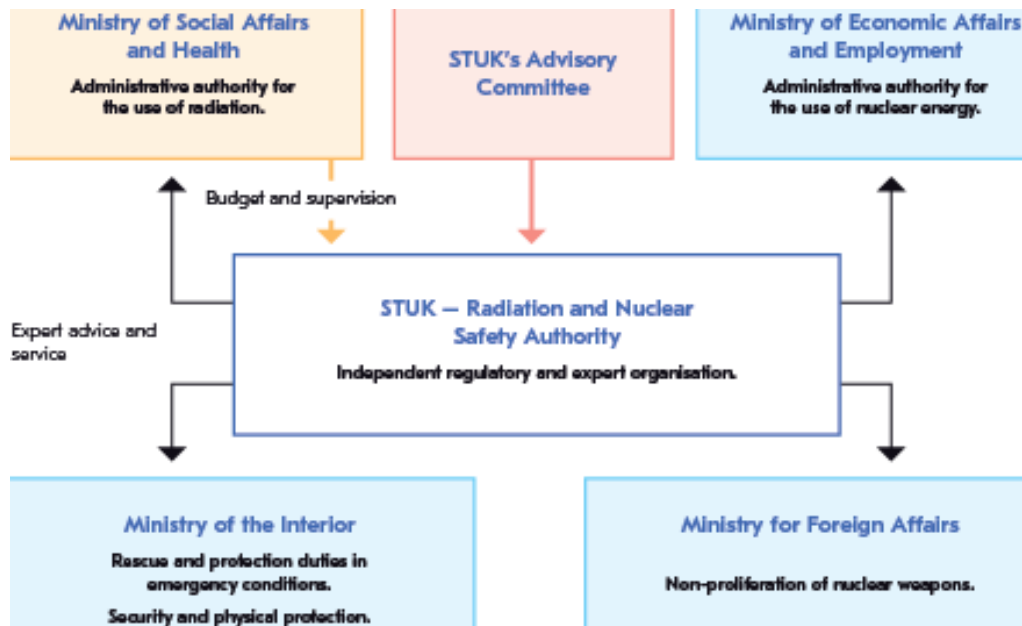 Ministry of Social Affairs
and Health
Administrative authority for
the use of radiation.
STUK's Advisory
Committee
Ministry of Economic Affairs
and Employment
Administrative authority for
the use of nuclear energy.
Budget and supervision
STUK – Radiation and Nuclear
Safety Authority
Independent regulatory and expert organisation.
Expert advice and
service
Ministry of the Interior
Rescue and protection duties in
emergency conditions.
Security and physical protection.
Ministry for Foreign Affairs
Non-proliferation of nuclear weapons.